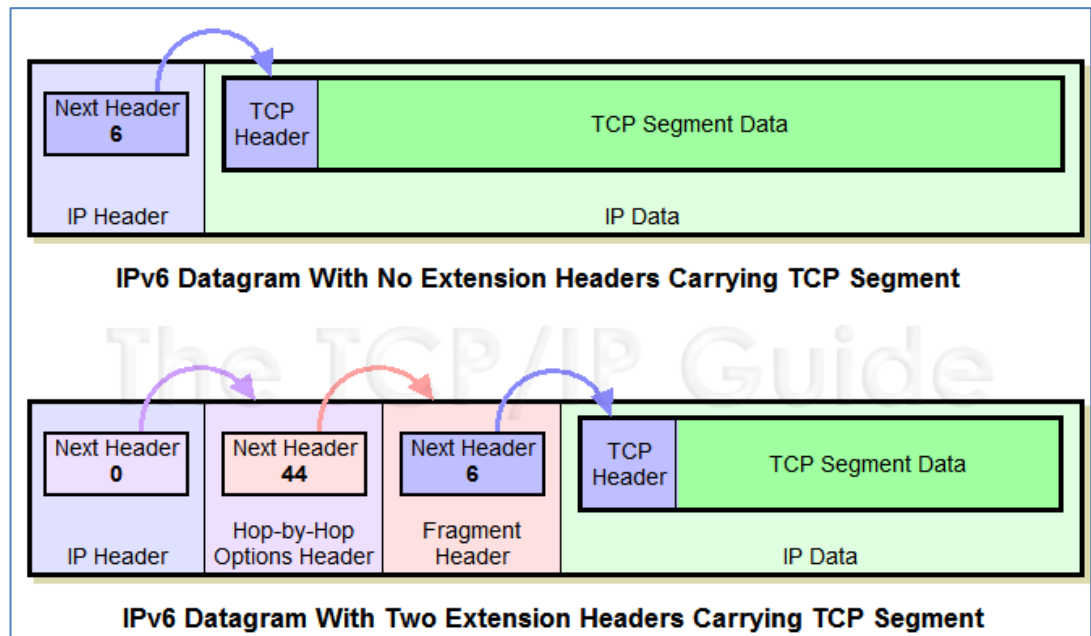 Next Header
6
TCP
Header
TCP Segment Data
IP Header
IP Data
IPv6 Datagram With No Extension Headers Carrying TCP Segment
The TCP/IP Guide
Next Header
0
Next Header
44
Next Header
6
TCP
Header
TCP Segment Data
IP Header
Hop-by-Hop
Options Header
Fragment
Header
IP Data
IPv6 Datagram With Two Extension Headers Carrying TCP Segment